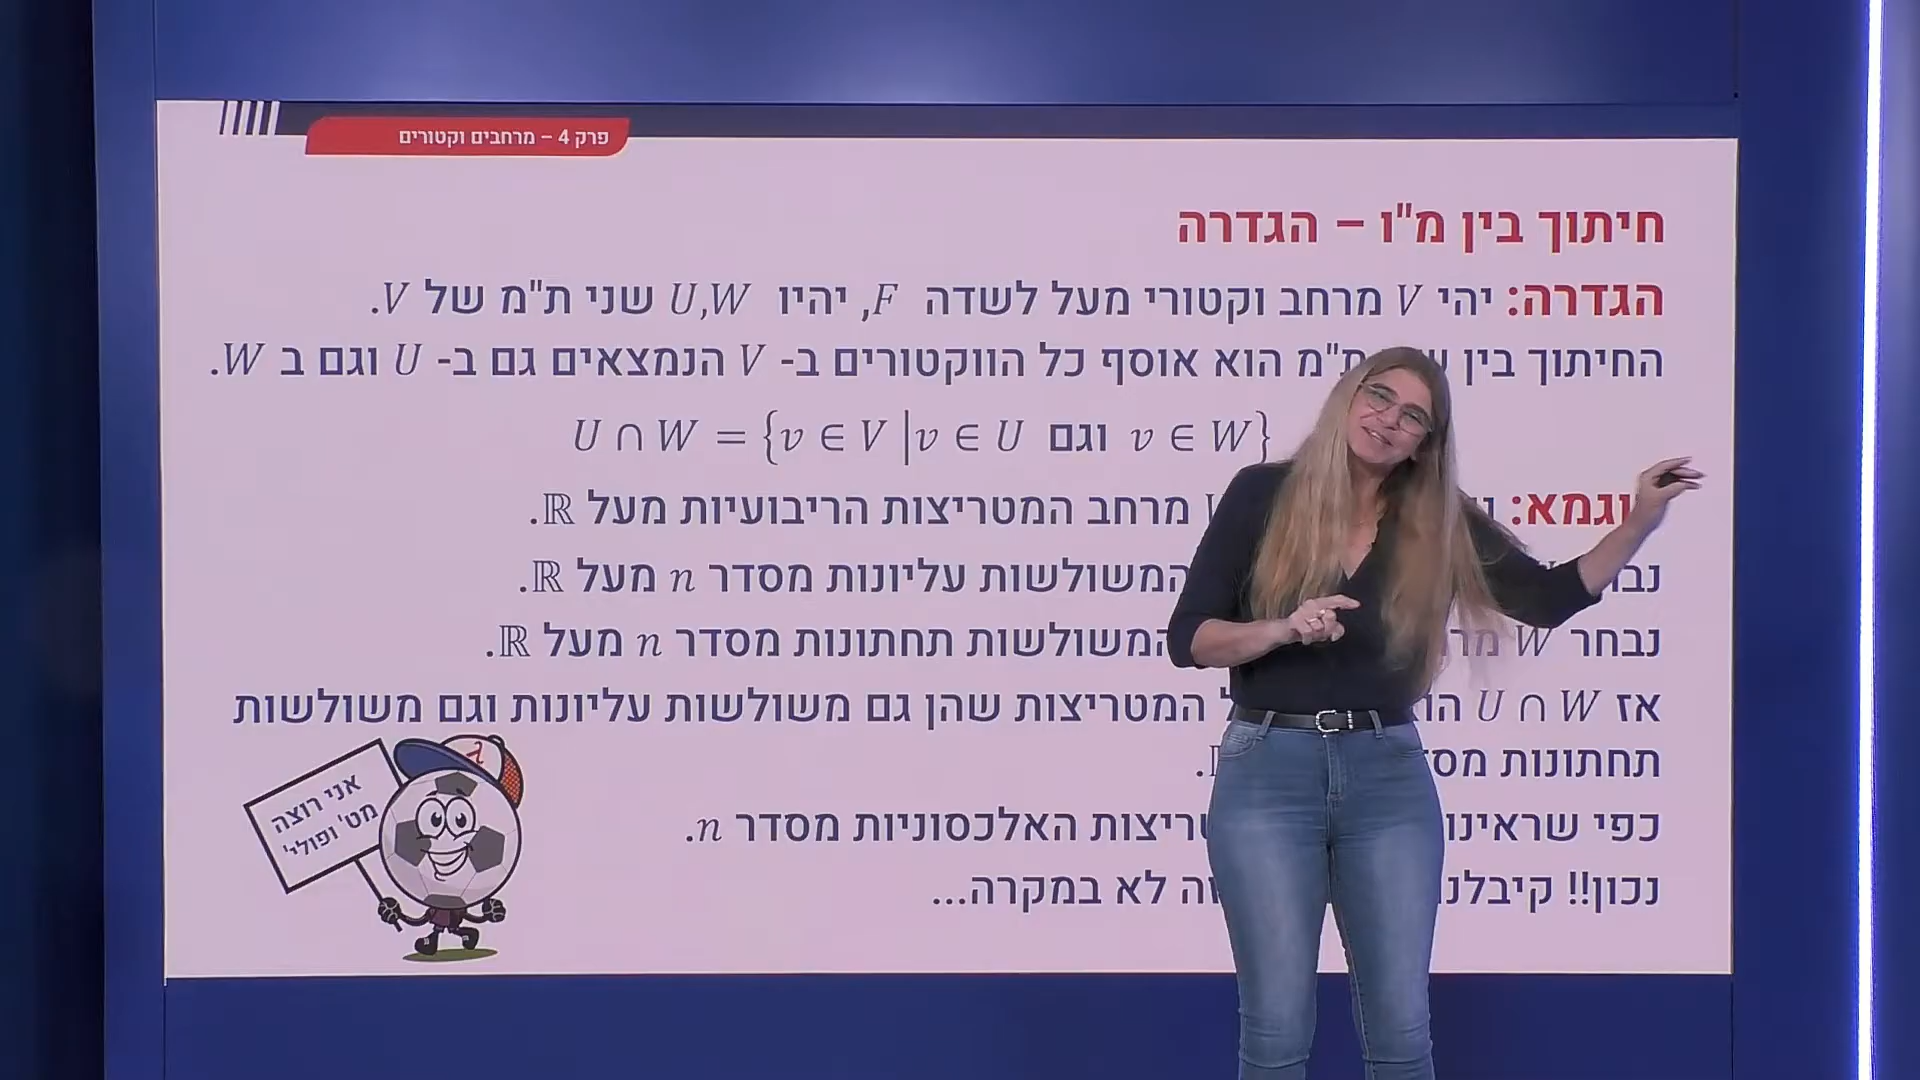 פרק 4 – מרחבים וקטורים
חיתוך בין מ"ו – הגדרה
הגדרה: יהי V מרחב וקטורי מעל לשדה F, יהיו U,W שני ת"מ של V.
החיתוך בין ת"מ הוא אוסף כל הווקטורים ב- V הנמצאים גם ב- U וגם ב W.
U ∩ W = {v ∈ V |v ∈ U וגם v ∈ W}
מרחב המטריצות הריבועיות מעל ℝ.
המשולשות עליונות מסדר n מעל ℝ.
נבחר W המשולשות תחתונות מסדר n מעל ℝ.
אז U ∩ W המטריצות שהן גם משולשות עליונות וגם משולשות
תחתונות
כפי שראינו האלכסוניות מסדר n.
נכון!! לא במקרה...
אני רוצה
מט' ופולי'